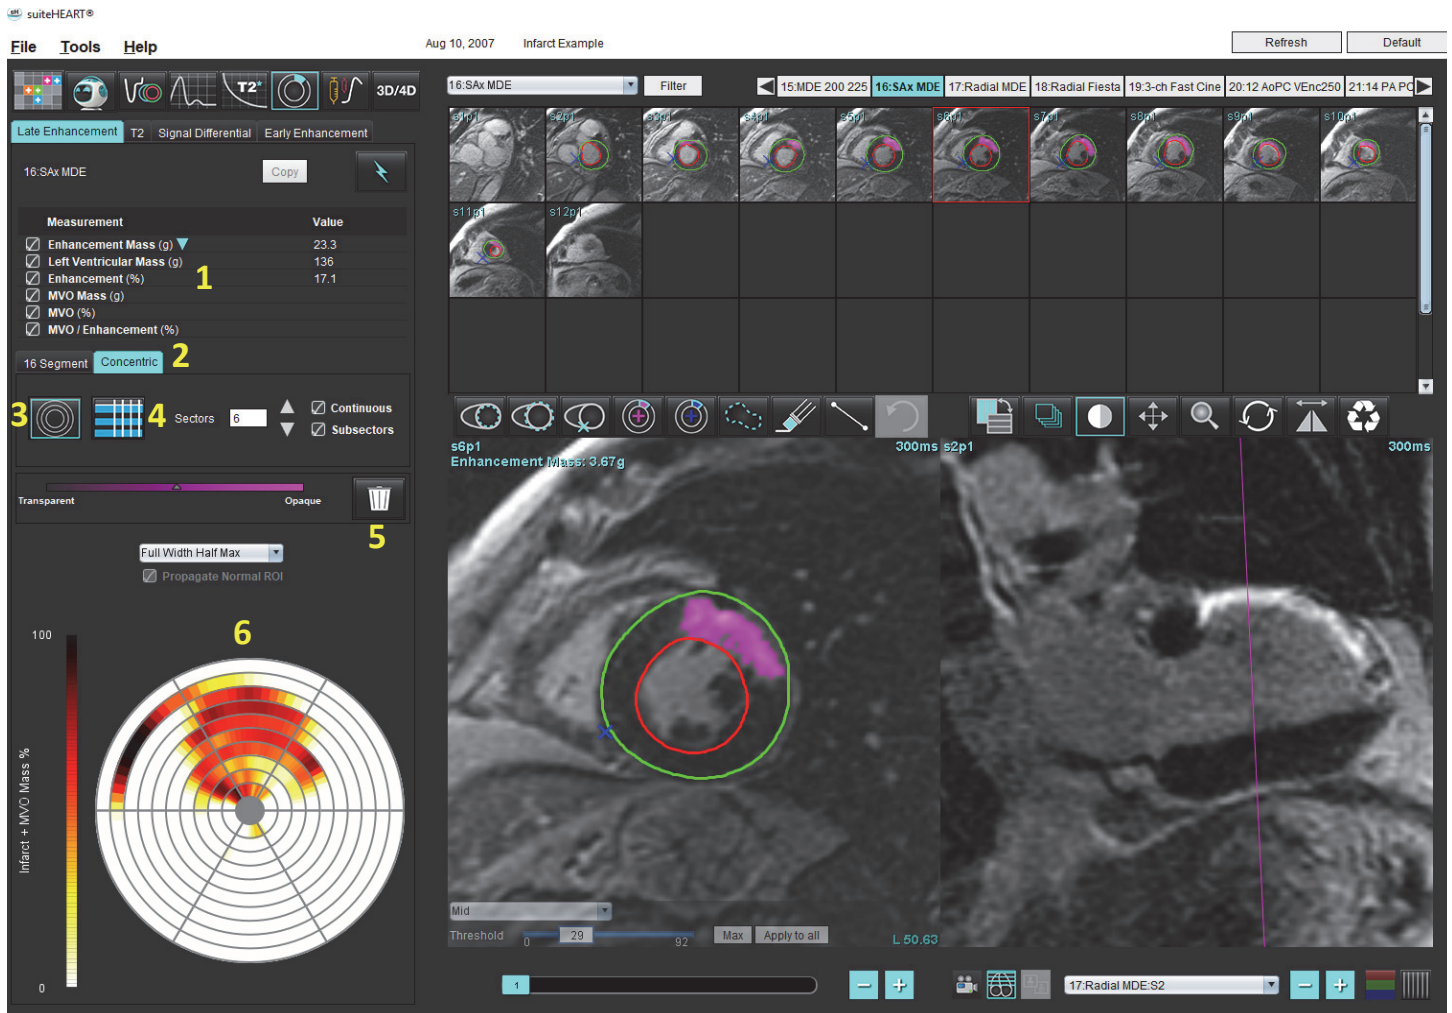 suiteHEART®
File Tools Help
Aug 10, 2007 Infarct Example
Refresh Default
T2* 3D/4D
16:SAx MDE Filter
15:MDE 200 225 16:SAx MDE 17:Radial MDE 18:Radial Fiesta 19:3-ch Fast Cine 20:12 AoPC VEnc250 21:14 PA PC
Late Enhancement T2 Signal Differential Early Enhancement
16:SAx MDE Copy
Measurement Value
Enhancement Mass (g) 23.3
Left Ventricular Mass (g) 136
Enhancement (%) 17.1
MVO Mass (g)
MVO (%)
MVO / Enhancement (%)
1
16 Segment Concentric 2
3 4 Sectors 6 Continuous
Subsectors
Transparent Opaque
5
Full Width Half Max
Propagate Normal ROI
6
100
Infarct + MVO Mass %
0
s1p1 s2p1 s3p1 s4p1 s5p1 s6p1 s7p1 s8p1 s9p1 s10p1
s11p1 s12p1
s6p1 300ms
Enhancement Mass: 3.67g
Mid
Threshold 0 29 92 Max Apply to all L 50.63
s2p1 300ms
1 − +
17:Radial MDE:S2 − +